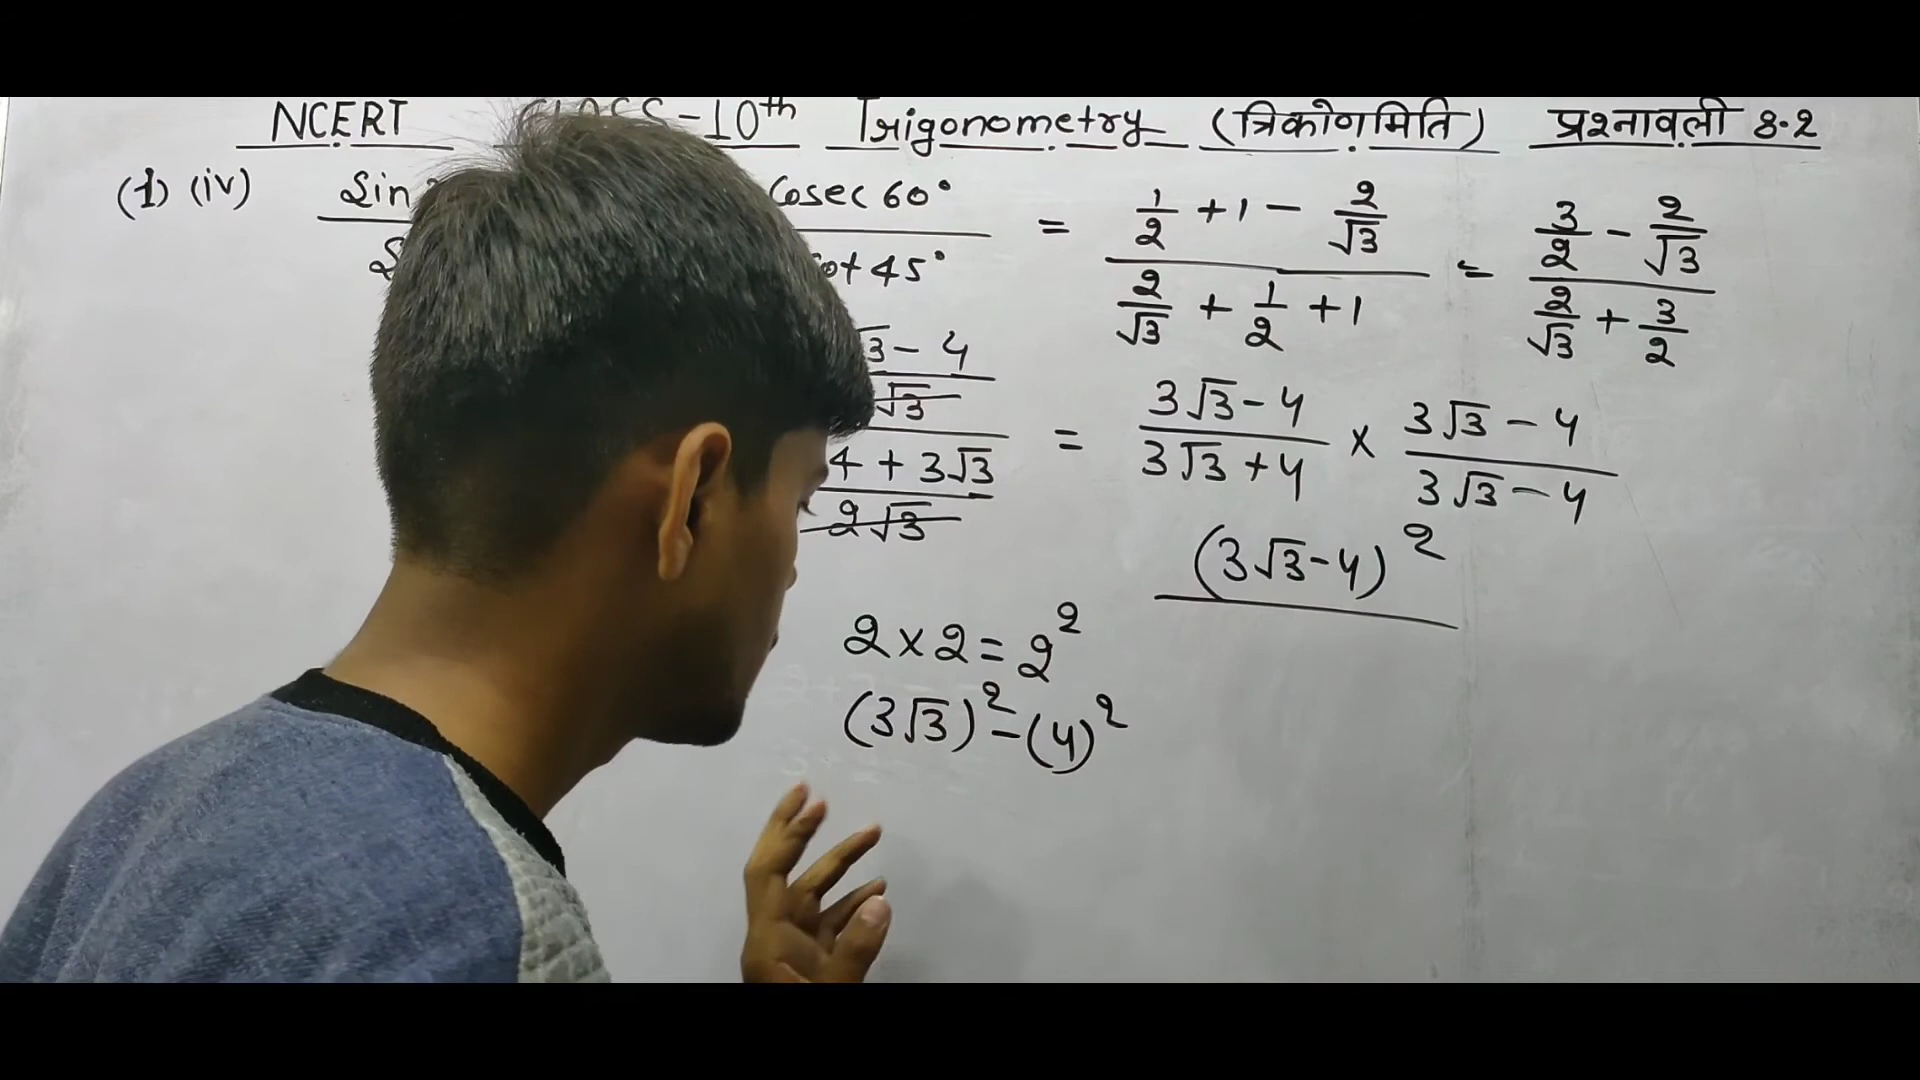 NCERT CLASS-10th Trigonometry (त्रिकोणमिति) प्रश्नावली 8.2
(1) (iv) Sin Cosec 60° = 1/2 + 1 - 2/√3 = 3/2 - 2/√3
cot 45° 2/√3 + 1/2 + 1 2/√3 + 3/2
√3 - 4 / √3 = 3√3 - 4 / 3√3 + 4 × 3√3 - 4 / 3√3 - 4
4 + 3√3 / 2√3
(3√3 - 4)²
2 × 2 = 2²
(3√3)² - (4)²